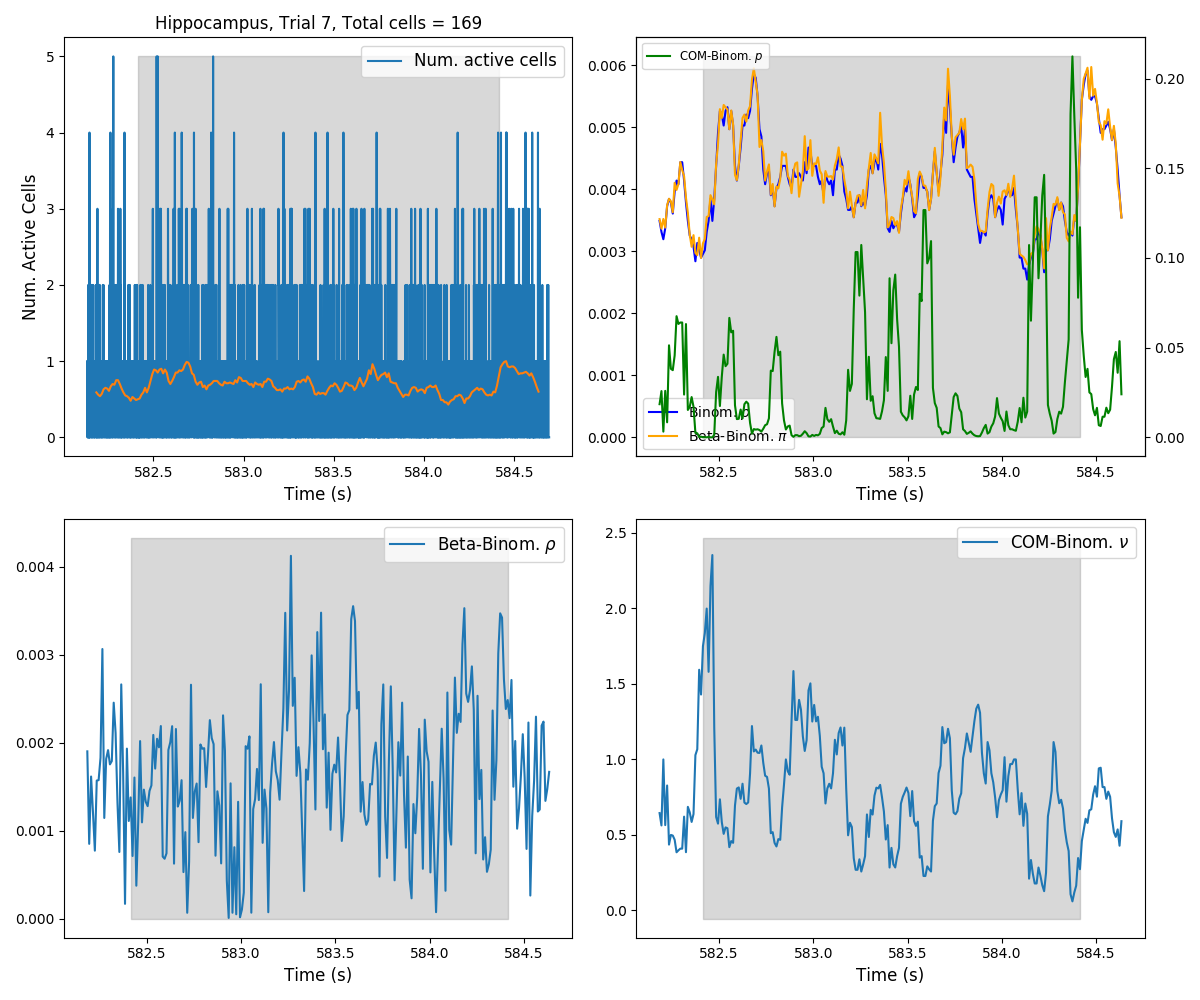 Hippocampus, Trial 7, Total cells = 169
Num. active cells
Num. Active Cells
5
4
3
2
1
0
582.5 583.0 583.5 584.0 584.5
Time (s)
COM-Binom. p
0.006
0.005
0.004
0.003
0.002
0.001
0.000
0.20
0.15
0.10
0.05
0.00
Binom. ρ
Beta-Binom. π
582.5 583.0 583.5 584.0 584.5
Time (s)
Beta-Binom. ρ
0.004
0.003
0.002
0.001
0.000
582.5 583.0 583.5 584.0 584.5
Time (s)
COM-Binom. ν
2.5
2.0
1.5
1.0
0.5
0.0
582.5 583.0 583.5 584.0 584.5
Time (s)